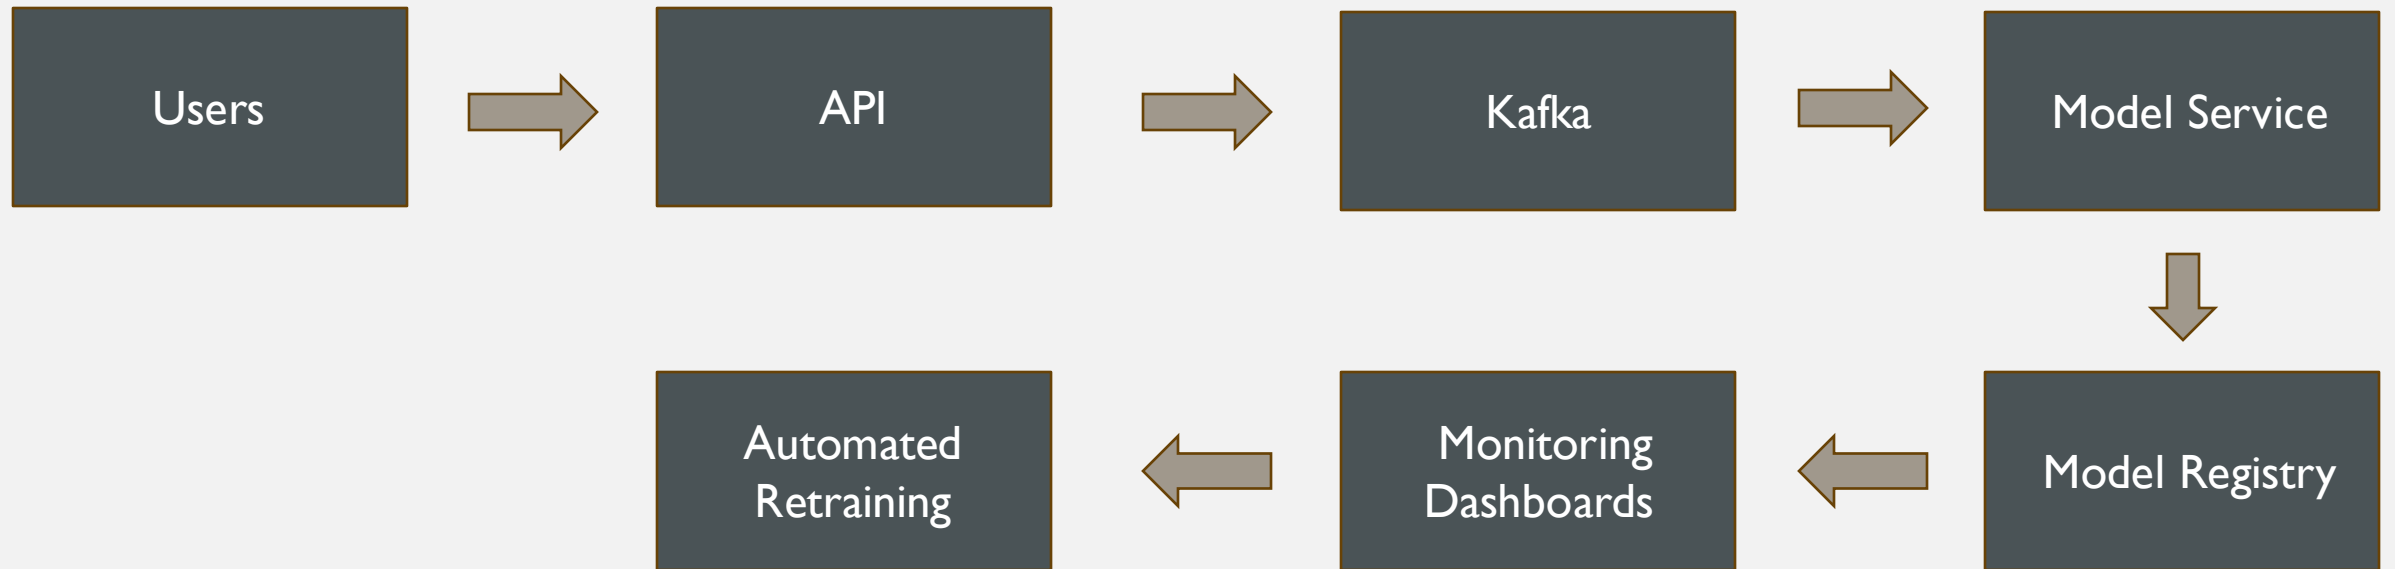 Users
API
Kafka
Model Service
Automated
Retraining
Monitoring
Dashboards
Model Registry